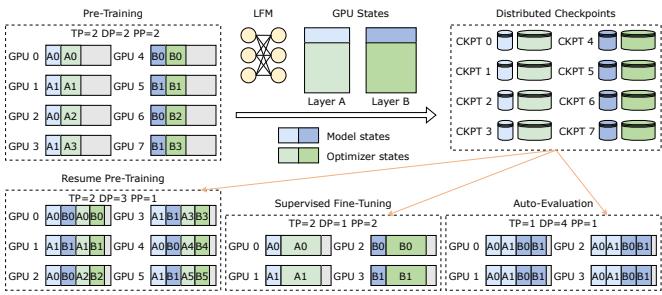 Pre-Training
TP=2 DP=2 PP=2
GPU 0 A0 A0 GPU 4 B0 B0
GPU 1 A1 A1 GPU 5 B1 B1
GPU 2 A0 A2 GPU 6 B0 B2
GPU 3 A1 A3 GPU 7 B1 B3
LFM
GPU States
Layer A Layer B
Model states
Optimizer states
Distributed Checkpoints
CKPT 0 CKPT 4
CKPT 1 CKPT 5
CKPT 2 CKPT 6
CKPT 3 CKPT 7
Resume Pre-Training
TP=2 DP=3 PP=1
GPU 0 A0 B0 A0 B0 GPU 3 A1 B1 A3 B3
GPU 1 A1 B1 A1 B1 GPU 4 A0 B0 A4 B4
GPU 2 A0 B0 A2 B2 GPU 5 A1 B1 A5 B5
Supervised Fine-Tuning
TP=2 DP=1 PP=2
GPU 0 A0 A0 GPU 2 B0 B0
GPU 1 A1 A1 GPU 3 B1 B1
Auto-Evaluation
TP=1 DP=4 PP=1
GPU 0 A0 A1 B0 B1 GPU 2 A0 A1 B0 B1
GPU 1 A0 A1 B0 B1 GPU 3 A0 A1 B0 B1